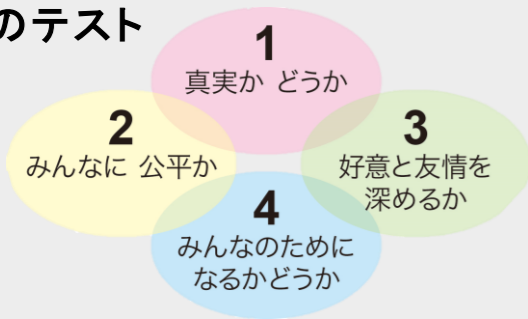 のテスト
1
真実か どうか
2
みんなに 公平か
3
好意と友情を
深めるか
4
みんなのために
なるかどうか